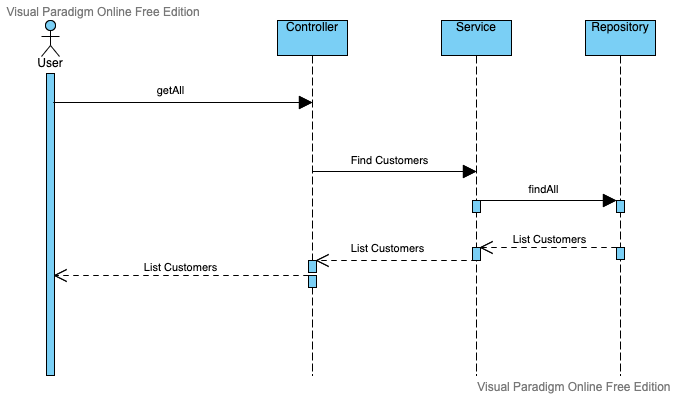 Visual Paradigm Online Free Edition
Controller
Service
Repository
User
getAll
Find Customers
findAll
List Customers
List Customers
List Customers
Visual Paradigm Online Free Edition